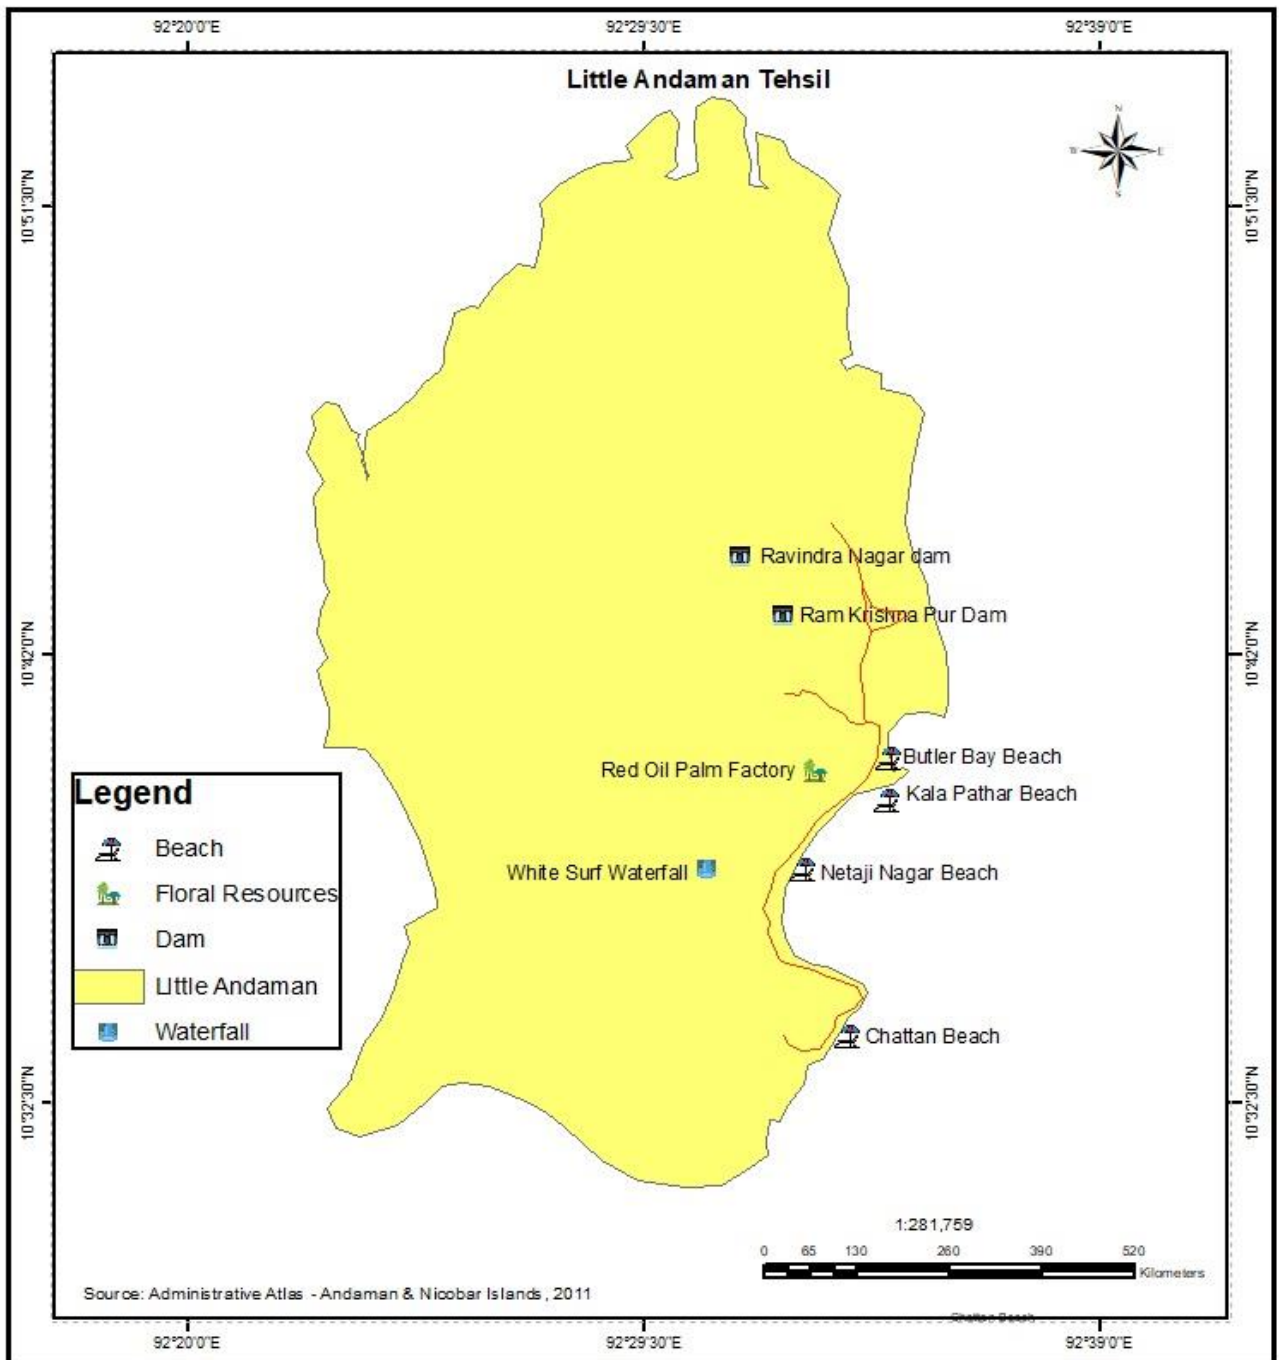 92°20'0"E 92°29'30"E 92°39'0"E
Little Andaman Tehsil
N
W E
S
10°51'30"N 10°51'30"N
Ravindra Nagar dam
Ram Krishna Pur Dam
10°42'0"N 10°42'0"N
Butler Bay Beach
Red Oil Palm Factory
Kala Pathar Beach
Legend
Beach
White Surf Waterfall
Netaji Nagar Beach
Floral Resources
Dam
Little Andaman
Waterfall
Chattan Beach
10°32'30"N 10°32'30"N
1:281,759
0 65 130 260 390 520
Kilometers
Source: Administrative Atlas - Andaman & Nicobar Islands, 2011
Chattan Beach
92°20'0"E 92°29'30"E 92°39'0"E